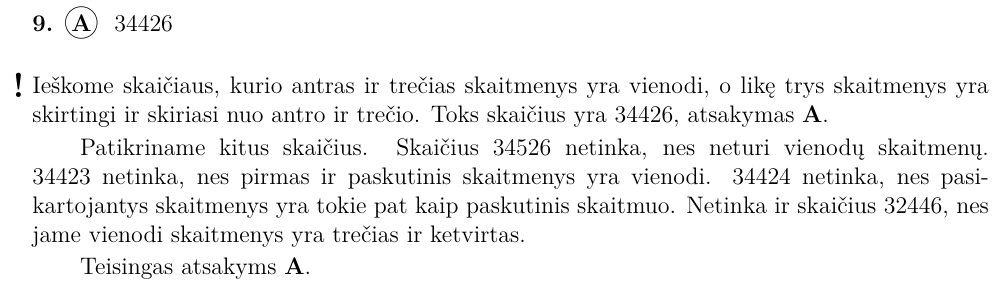 9. A 34426
! Ieškome skaičiaus, kurio antras ir trečias skaitmenys yra vienodi, o likę trys skaitmenys yra
skirtingi ir skiriasi nuo antro ir trečio. Toks skaičius yra 34426, atsakymas A.
Patikriname kitus skaičius. Skaičius 34526 netinka, nes neturi vienodų skaitmenų.
34423 netinka, nes pirmas ir paskutinis skaitmenys yra vienodi. 34424 netinka, nes pasi-
kartojantys skaitmenys yra tokie pat kaip paskutinis skaitmuo. Netinka ir skaičius 32446, nes
jame vienodi skaitmenys yra trečias ir ketvirtas.
Teisingas atsakyms A.